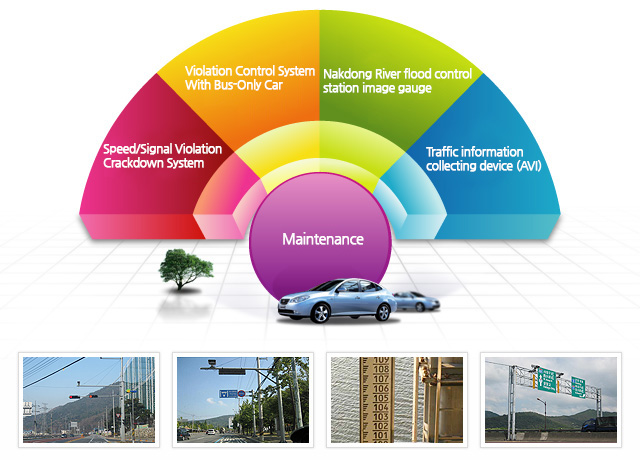 Violation Control System
With Bus-Only Car
Nakdong River flood control
station image gauge
Speed/Signal Violation
Crackdown System
Traffic information
collecting device (AVI)
Maintenance
109
108
107
106
105
104
103
102
101